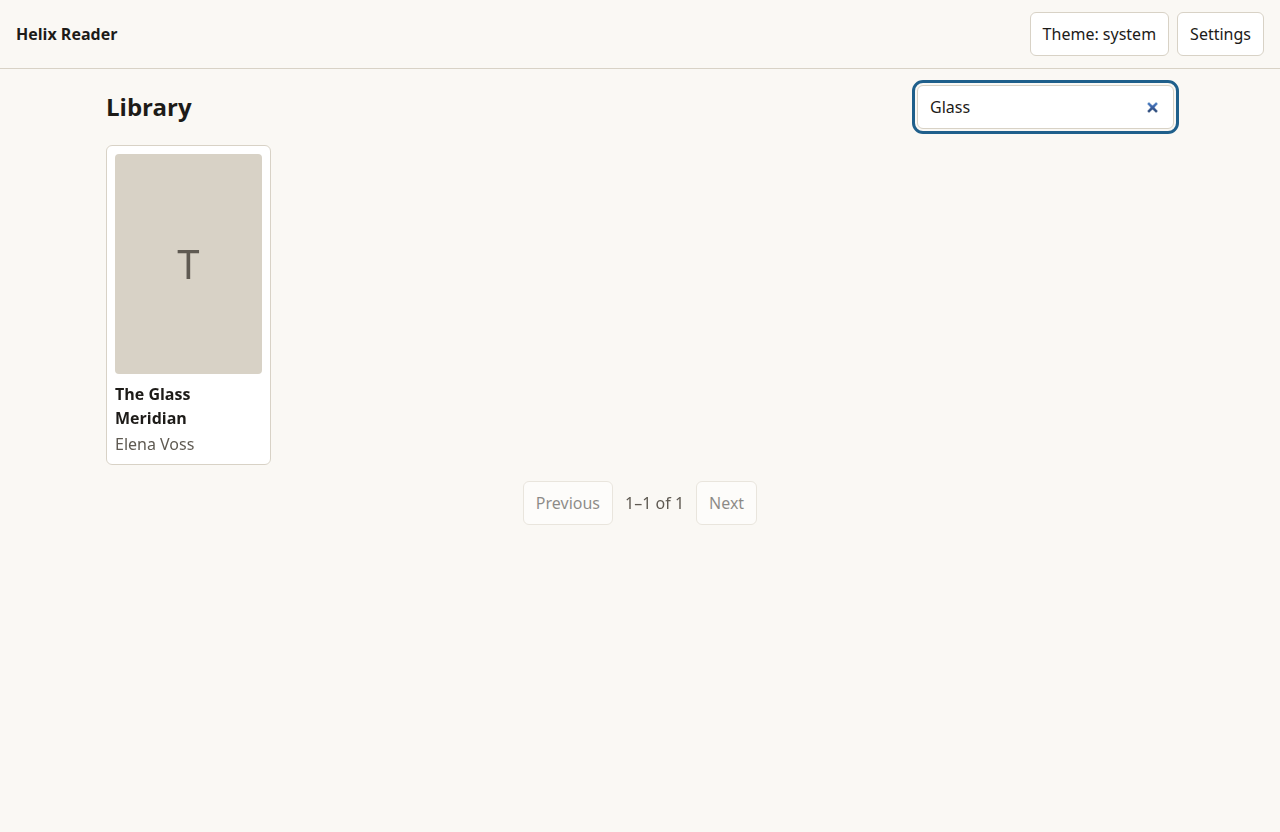 Helix Reader
Theme: system
Settings
Library
Glass
T
The Glass
Meridian
Elena Voss
Previous
1–1 of 1
Next